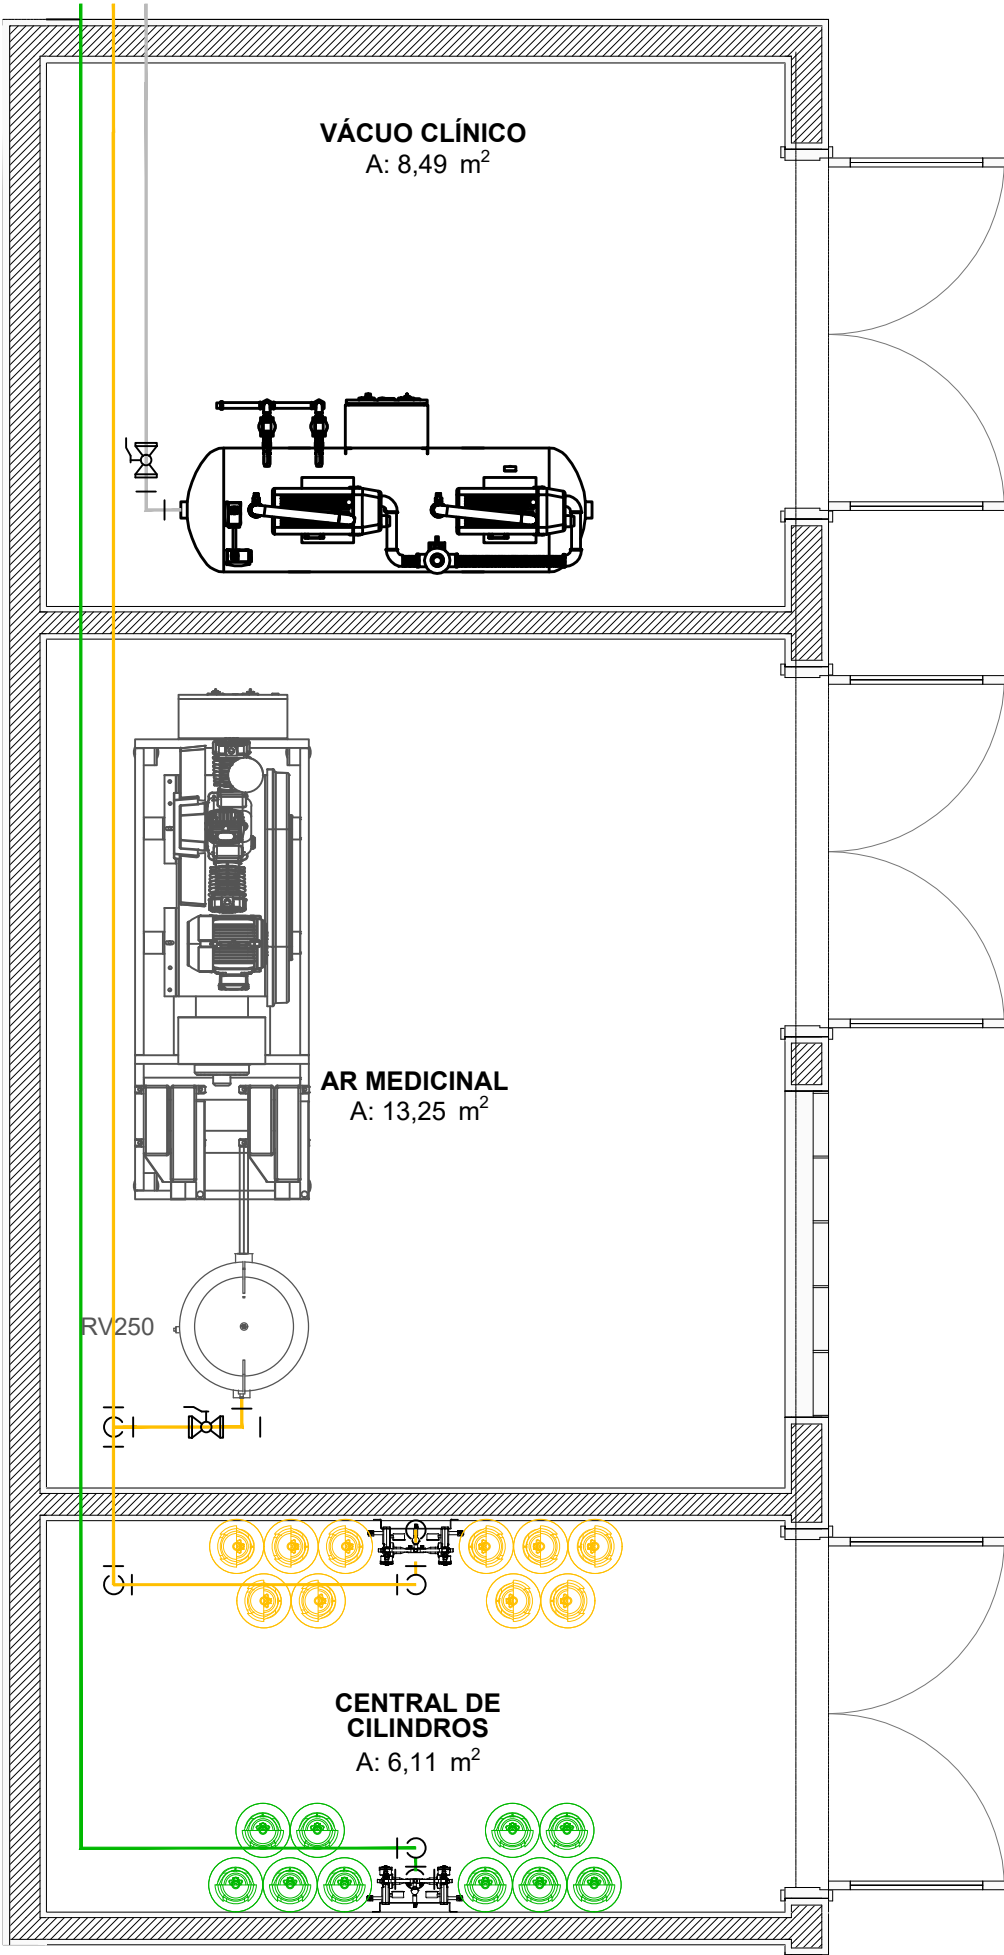 VÁCUO CLÍNICO
A: 8,49 m²
AR MEDICINAL
A: 13,25 m²
RV250
CENTRAL DE
CILINDROS
A: 6,11 m²